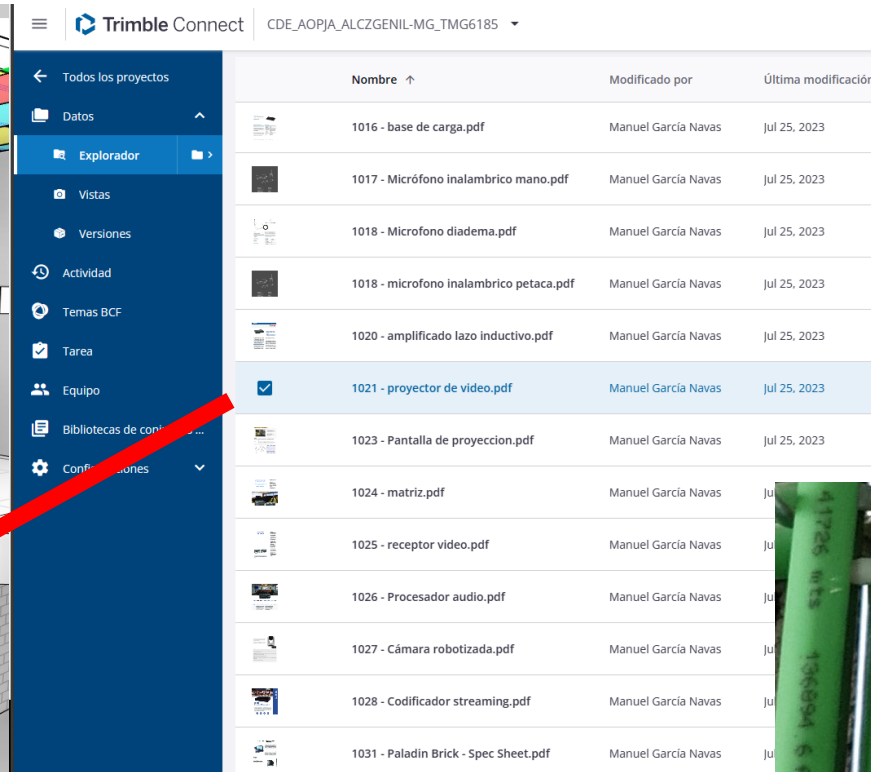 Trimble Connect CDE_AOPJA_ALCZGENIL-MG_TMG6185
Todos los proyectos
Datos
Explorador
Vistas
Versiones
Actividad
Temas BCF
Tarea
Equipo
Bibliotecas de
Nombre Modificado por Última modificación
1016 - base de carga.pdf Manuel García Navas Jul 25, 2023
1017 - Micrófono inalambrico mano.pdf Manuel García Navas Jul 25, 2023
1018 - Microfono diadema.pdf Manuel García Navas Jul 25, 2023
1018 - microfono inalambrico petaca.pdf Manuel García Navas Jul 25, 2023
1020 - amplificado lazo inductivo.pdf Manuel García Navas Jul 25, 2023
1021 - proyector de video.pdf Manuel García Navas Jul 25, 2023
1023 - Pantalla de proyeccion.pdf Manuel García Navas Jul 25, 2023
1024 - matriz.pdf Manuel García Navas
1025 - receptor video.pdf Manuel García Navas
1026 - Procesador audio.pdf Manuel García Navas
1027 - Cámara robotizada.pdf Manuel García Navas
1028 - Codificador streaming.pdf Manuel García Navas
1031 - Paladin Brick - Spec Sheet.pdf Manuel García Navas
41726 mts